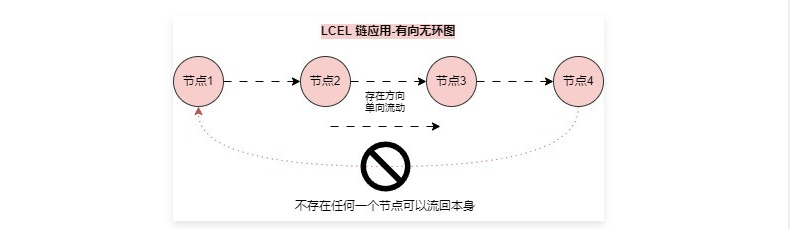 LCEL 链应用-有向无环图
节点1
节点2
节点3
节点4
存在方向
单向流动
不存在任何一个节点可以流回本身